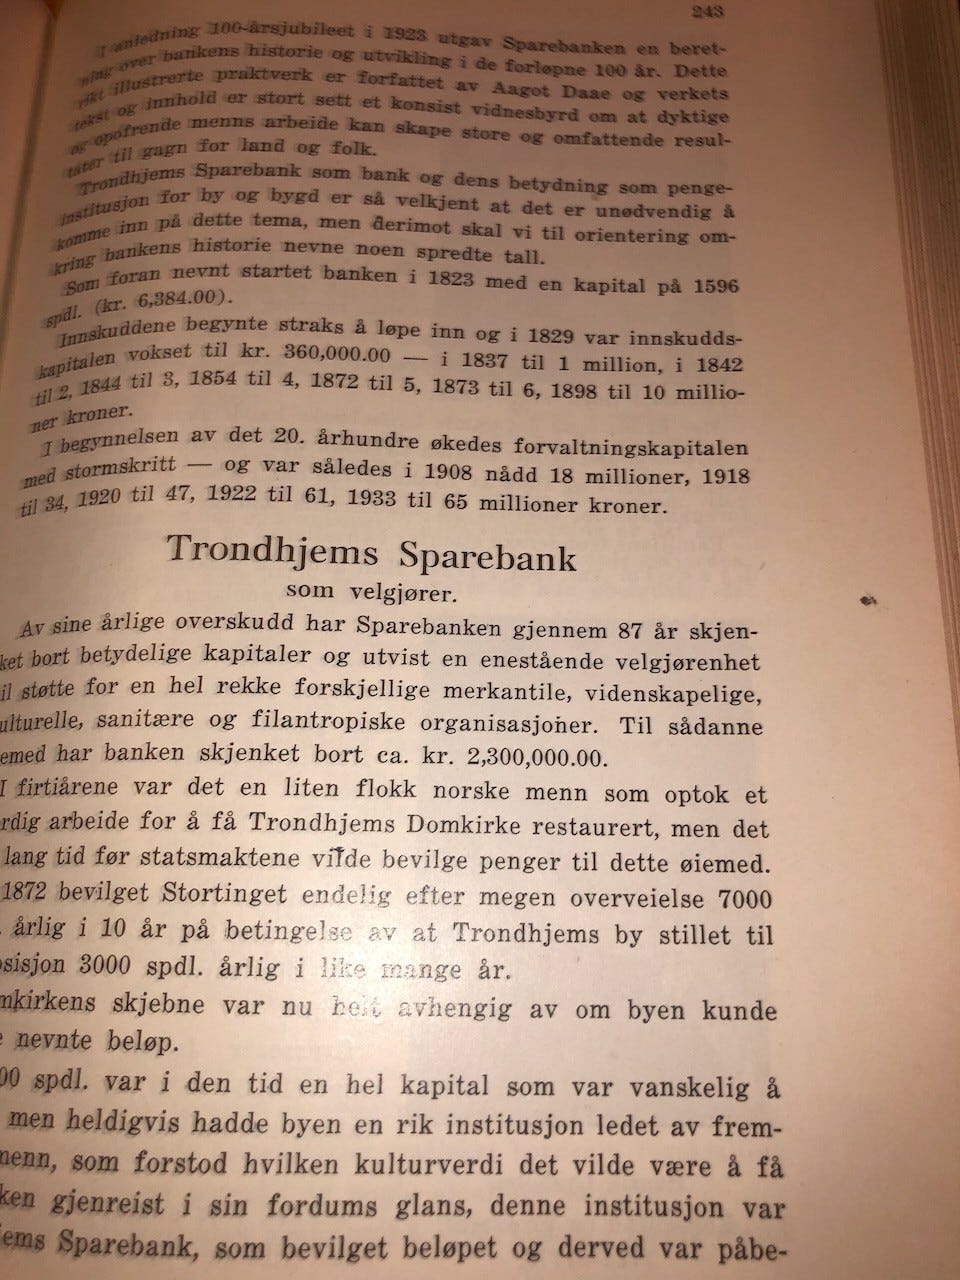 243
I anledning 100-årsjubileet i 1923 utgav Sparebanken en beret-
ning over bankens historie og utvikling i de forløpne 100 år. Dette
rikt illustrerte praktverk er forfattet av Aagot Daae og verkets
tekst og innhold er stort sett et konsist vidnesbyrd om at dyktige
og opofrende menns arbeide kan skape store og omfattende resul-
tater til gagn for land og folk.
Trondhjems Sparebank som bank og dens betydning som penge-
institusjon for by og bygd er så velkjent at det er unødvendig å
komme inn på dette tema, men derimot skal vi til orientering om-
kring bankens historie nevne noen spredte tall.
Som foran nevnt startet banken i 1823 med en kapital på 1596
spdl. (kr. 6,384.00).
Innskuddene begynte straks å løpe inn og i 1829 var innskudds-
kapitalen vokset til kr. 360,000.00 — i 1837 til 1 million, i 1842
til 2, 1844 til 3, 1854 til 4, 1872 til 5, 1873 til 6, 1898 til 10 millio-
ner kroner.
I begynnelsen av det 20. århundre økedes forvaltningskapitalen
med stormskritt — og var således i 1908 nådd 18 millioner, 1918
til 34, 1920 til 47, 1922 til 61, 1933 til 65 millioner kroner.
Trondhjems Sparebank
som velgjører.
Av sine årlige overskudd har Sparebanken gjennem 87 år skjen-
ket bort betydelige kapitaler og utvist en enestående velgjørenhet
il støtte for en hel rekke forskjellige merkantile, videnskapelige,
ulturelle, sanitære og filantropiske organisasjoner. Til sådanne
emed har banken skjenket bort ca. kr. 2,300,000.00.
I firtiårene var det en liten flokk norske menn som optok et
rdig arbeide for å få Trondhjems Domkirke restaurert, men det
lang tid før statsmaktene vilde bevilge penger til dette øiemed.
1872 bevilget Stortinget endelig efter megen overveielse 7000
. årlig i 10 år på betingelse av at Trondhjems by stillet til
osisjon 3000 spdl. årlig i like mange år.
mkirkens skjebne var nu helt avhengig av om byen kunde
e nevnte beløp.
00 spdl. var i den tid en hel kapital som var vanskelig å
men heldigvis hadde byen en rik institusjon ledet av frem-
menn, som forstod hvilken kulturverdi det vilde være å få
ken gjenreist i sin fordums glans, denne institusjon var
jems Sparebank, som bevilget beløpet og derved var påbe-